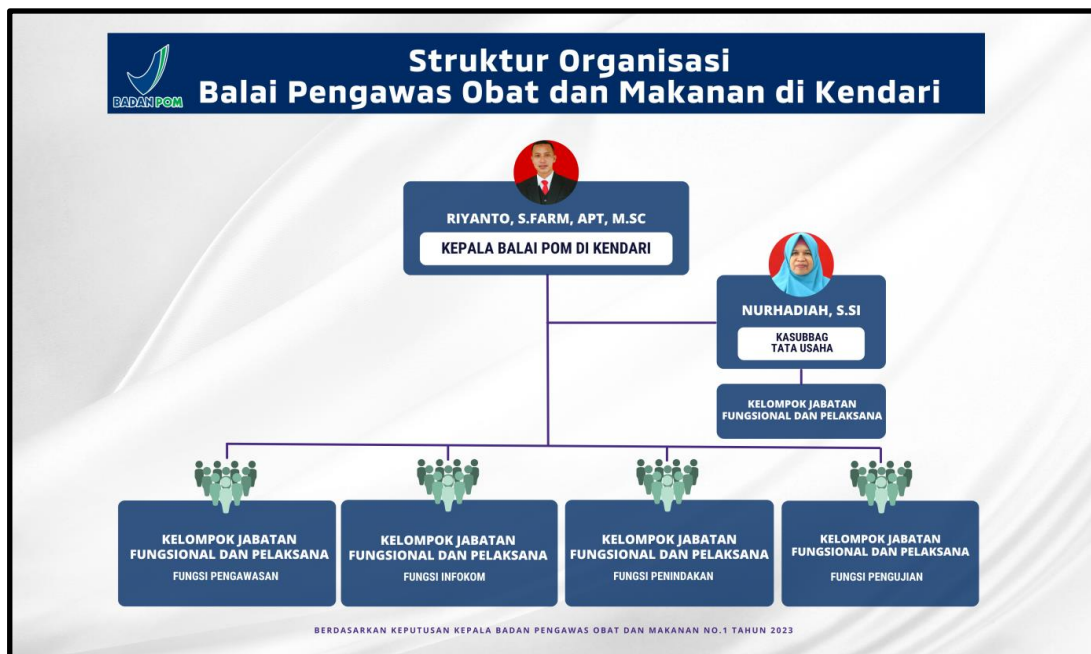 Struktur Organisasi
Balai Pengawas Obat dan Makanan di Kendari
BADAN POM
RIYANTO, S.FARM, APT, M.SC
KEPALA BALAI POM DI KENDARI
NURHADIAH, S.SI
KASUBBAG
TATA USAHA
KELOMPOK JABATAN
FUNGSIONAL DAN PELAKSANA
KELOMPOK JABATAN
FUNGSIONAL DAN PELAKSANA
FUNGSI PENGAWASAN
KELOMPOK JABATAN
FUNGSIONAL DAN PELAKSANA
FUNGSI INFOKOM
KELOMPOK JABATAN
FUNGSIONAL DAN PELAKSANA
FUNGSI PENINDAKAN
KELOMPOK JABATAN
FUNGSIONAL DAN PELAKSANA
FUNGSI PENGUJIAN
BERDASARKAN KEPUTUSAN KEPALA BADAN PENGAWAS OBAT DAN MAKANAN NO.1 TAHUN 2023